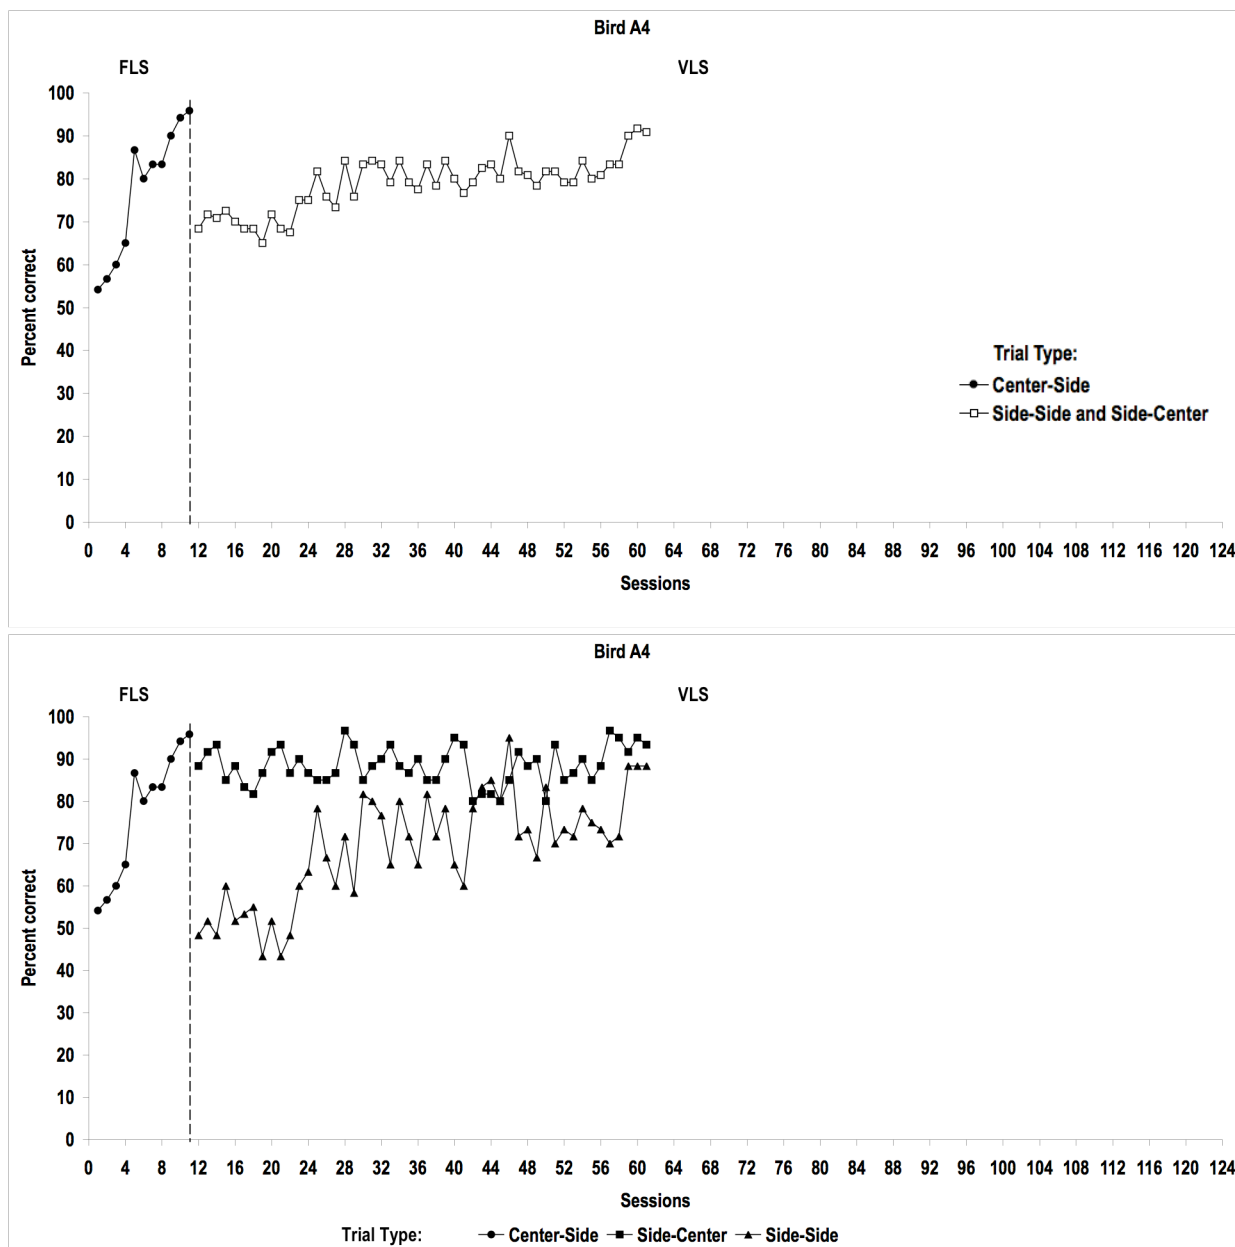 Bird A4
FLS VLS
100
90
80
70
60
50
40
30
20
10
0
Percent correct
Trial Type:
Center-Side
Side-Side and Side-Center
0 4 8 12 16 20 24 28 32 36 40 44 48 52 56 60 64 68 72 76 80 84 88 92 96 100 104 108 112 116 120 124
Sessions
Bird A4
FLS VLS
100
90
80
70
60
50
40
30
20
10
0
Percent correct
0 4 8 12 16 20 24 28 32 36 40 44 48 52 56 60 64 68 72 76 80 84 88 92 96 100 104 108 112 116 120 124
Sessions
Trial Type: Center-Side Side-Center Side-Side